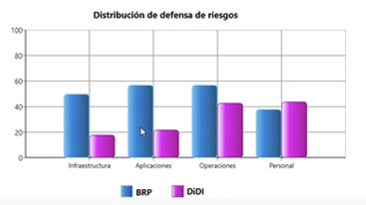 Distribución de defensa de riesgos
100
80
60
40
20
0
Infraestructura Aplicaciones Operaciones Personal
BRP DiDI